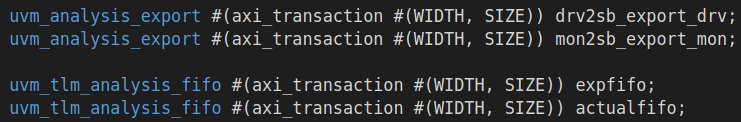 uvm_analysis_export #(axi_transaction #(WIDTH, SIZE)) drv2sb_export_drv;
uvm_analysis_export #(axi_transaction #(WIDTH, SIZE)) mon2sb_export_mon;
uvm_tlm_analysis_fifo #(axi_transaction #(WIDTH, SIZE)) expfifo;
uvm_tlm_analysis_fifo #(axi_transaction #(WIDTH, SIZE)) actualfifo;